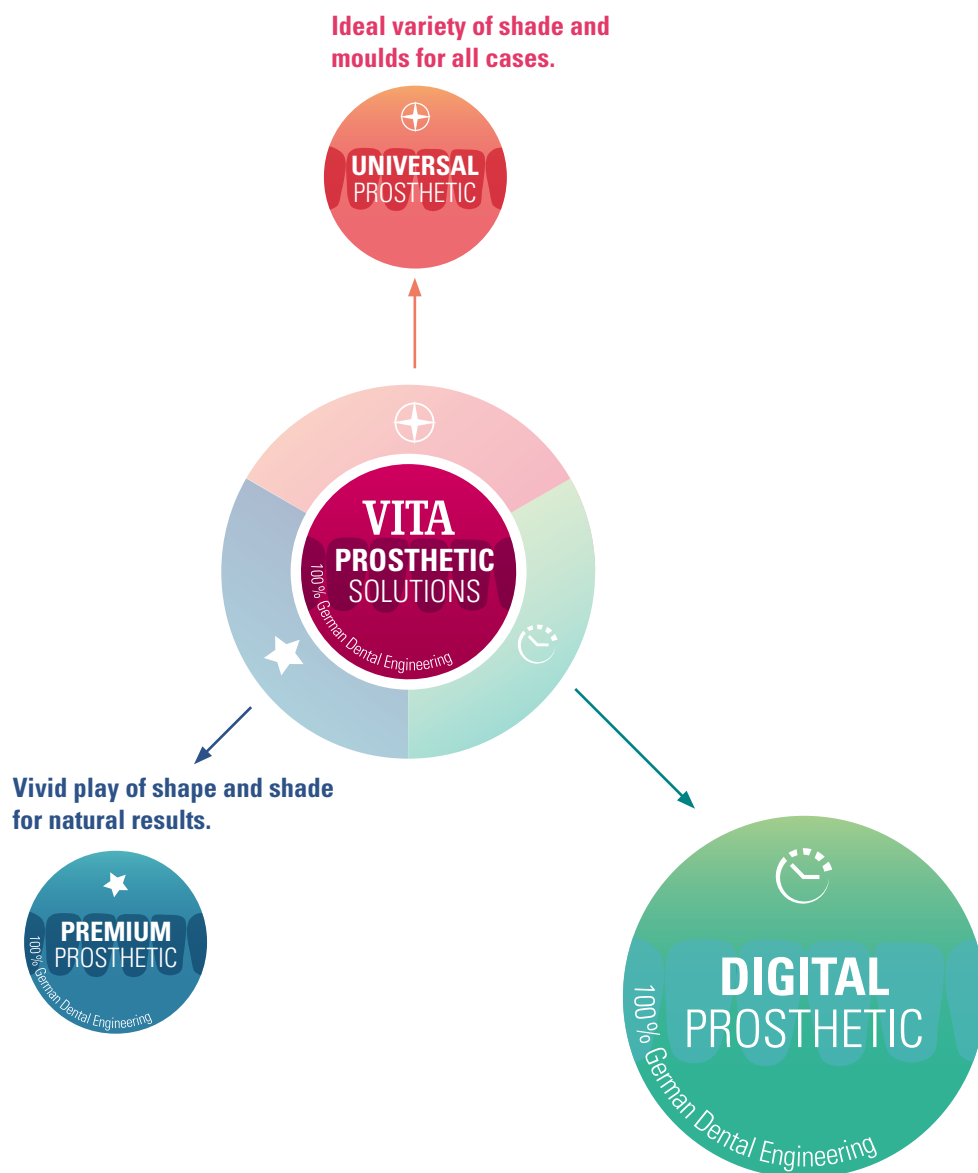 Ideal variety of shade and
moulds for all cases.
UNIVERSAL
PROSTHETIC
VITA
PROSTHETIC
SOLUTIONS
100% German Dental Engineering
Vivid play of shape and shade
for natural results.
PREMIUM
PROSTHETIC
100% German Dental Engineering
DIGITAL
PROSTHETIC
100% German Dental Engineering